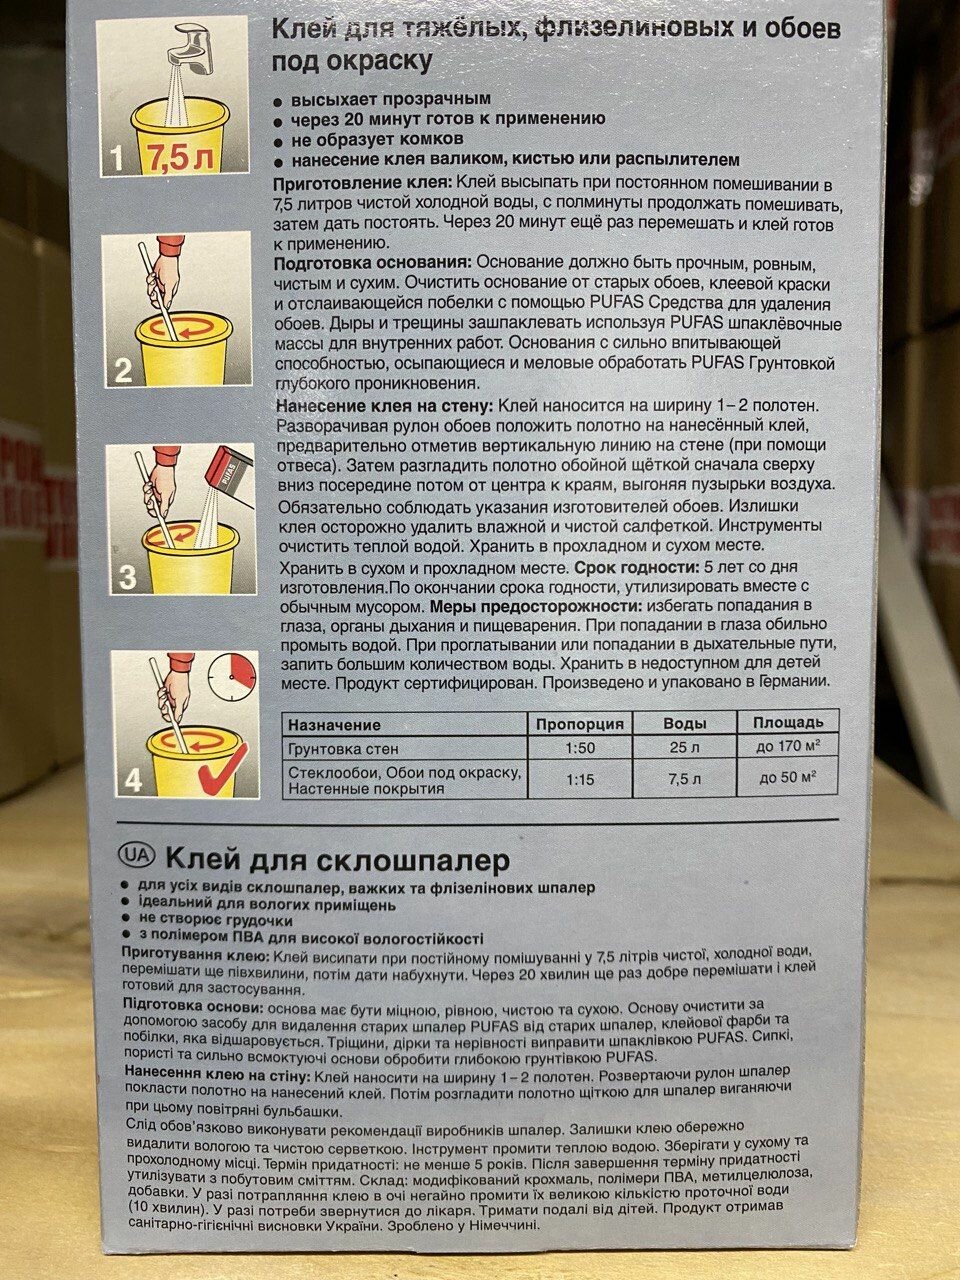 Клей для тяжёлых, флизелиновых и обоев
под окраску
• высыхает прозрачным
• через 20 минут готов к применению
• не образует комков
• нанесение клея валиком, кистью или распылителем
1 7,5 л
Приготовление клея: Клей высыпать при постоянном помешивании в
7,5 литров чистой холодной воды, с полминуты продолжать помешивать,
затем дать постоять. Через 20 минут ещё раз перемешать и клей готов
к применению.
Подготовка основания: Основание должно быть прочным, ровным,
чистым и сухим. Очистить основание от старых обоев, клеевой краски
и отслаивающейся побелки с помощью PUFAS Средства для удаления
обоев. Дыры и трещины зашпаклевать используя PUFAS шпаклёвочные
массы для внутренних работ. Основания с сильно впитывающей
способностью, осыпающиеся и меловые обработать PUFAS Грунтовкой
глубокого проникновения.
2
Нанесение клея на стену: Клей наносится на ширину 1–2 полотен.
Разворачивая рулон обоев положить полотно на нанесённый клей,
предварительно отметив вертикальную линию на стене (при помощи
отвеса). Затем разгладить полотно обойной щёткой сначала сверху
вниз посередине потом от центра к краям, выгоняя пузырьки воздуха.
Обязательно соблюдать указания изготовителей обоев. Излишки
клея осторожно удалить влажной и чистой салфеткой. Инструменты
очистить теплой водой. Хранить в прохладном и сухом месте.
PUFAS
3
Хранить в сухом и прохладном месте. Срок годности: 5 лет со дня
изготовления.По окончании срока годности, утилизировать вместе с
обычным мусором. Меры предосторожности: избегать попадания в
глаза, органы дыхания и пищеварения. При попадании в глаза обильно
промыть водой. При проглатывании или попадании в дыхательные пути,
запить большим количеством воды. Хранить в недоступном для детей
месте. Продукт сертифицирован. Произведено и упаковано в Германии.
4
Назначение Пропорция Воды Площадь
Грунтовка стен 1:50 25 л до 170 м²
Стеклообои, Обои под окраску,
Настенные покрытия 1:15 7,5 л до 50 м²
UA Клей для склошпалер
• для усіх видів склошпалер, важких та флізелінових шпалер
• ідеальний для вологих приміщень
• не створює грудочки
• з полімером ПВА для високої вологостійкості
Приготування клею: Клей висипати при постійному помішуванні у 7,5 літрів чистої, холодної води,
перемішати ще півхвилини, потім дати набухнути. Через 20 хвилин ще раз добре перемішати і клей
готовий для застосування.
Підготовка основи: основа має бути міцною, рівною, чистою та сухою. Основу очистити за
допомогою засобу для видалення старих шпалер PUFAS від старих шпалер, клейової фарби та
побілки, яка відшаровується. Тріщини, дірки та нерівності виправити шпаклівкою PUFAS. Сипкі,
пористі та сильно всмоктуючі основи обробити глибокою грунтівкою PUFAS.
Нанесення клею на стіну: Клей наносити на ширину 1–2 полотен. Розвертаючи рулон шпалер
покласти полотно на нанесений клей. Потім розгладити полотно щіткою для шпалер виганяючи
при цьому повітряні бульбашки.
Слід обов'язково виконувати рекомендації виробників шпалер. Залишки клею обережно
видалити вологою та чистою серветкою. Інструмент промити теплою водою. Зберігати у сухому та
прохолодному місці. Термін придатності: не менше 5 років. Після завершення терміну придатності
утилізувати з побутовим сміттям. Склад: модифікований крохмаль, полімери ПВА, метилцелюлоза,
добавки. У разі потрапляння клею в очі негайно промити їх великою кількістю проточної води
(10 хвилин). У разі потреби звернутися до лікаря. Тримати подалі від дітей. Продукт отримав
санітарно-гігієнічні висновки України. Зроблено у Німеччині.